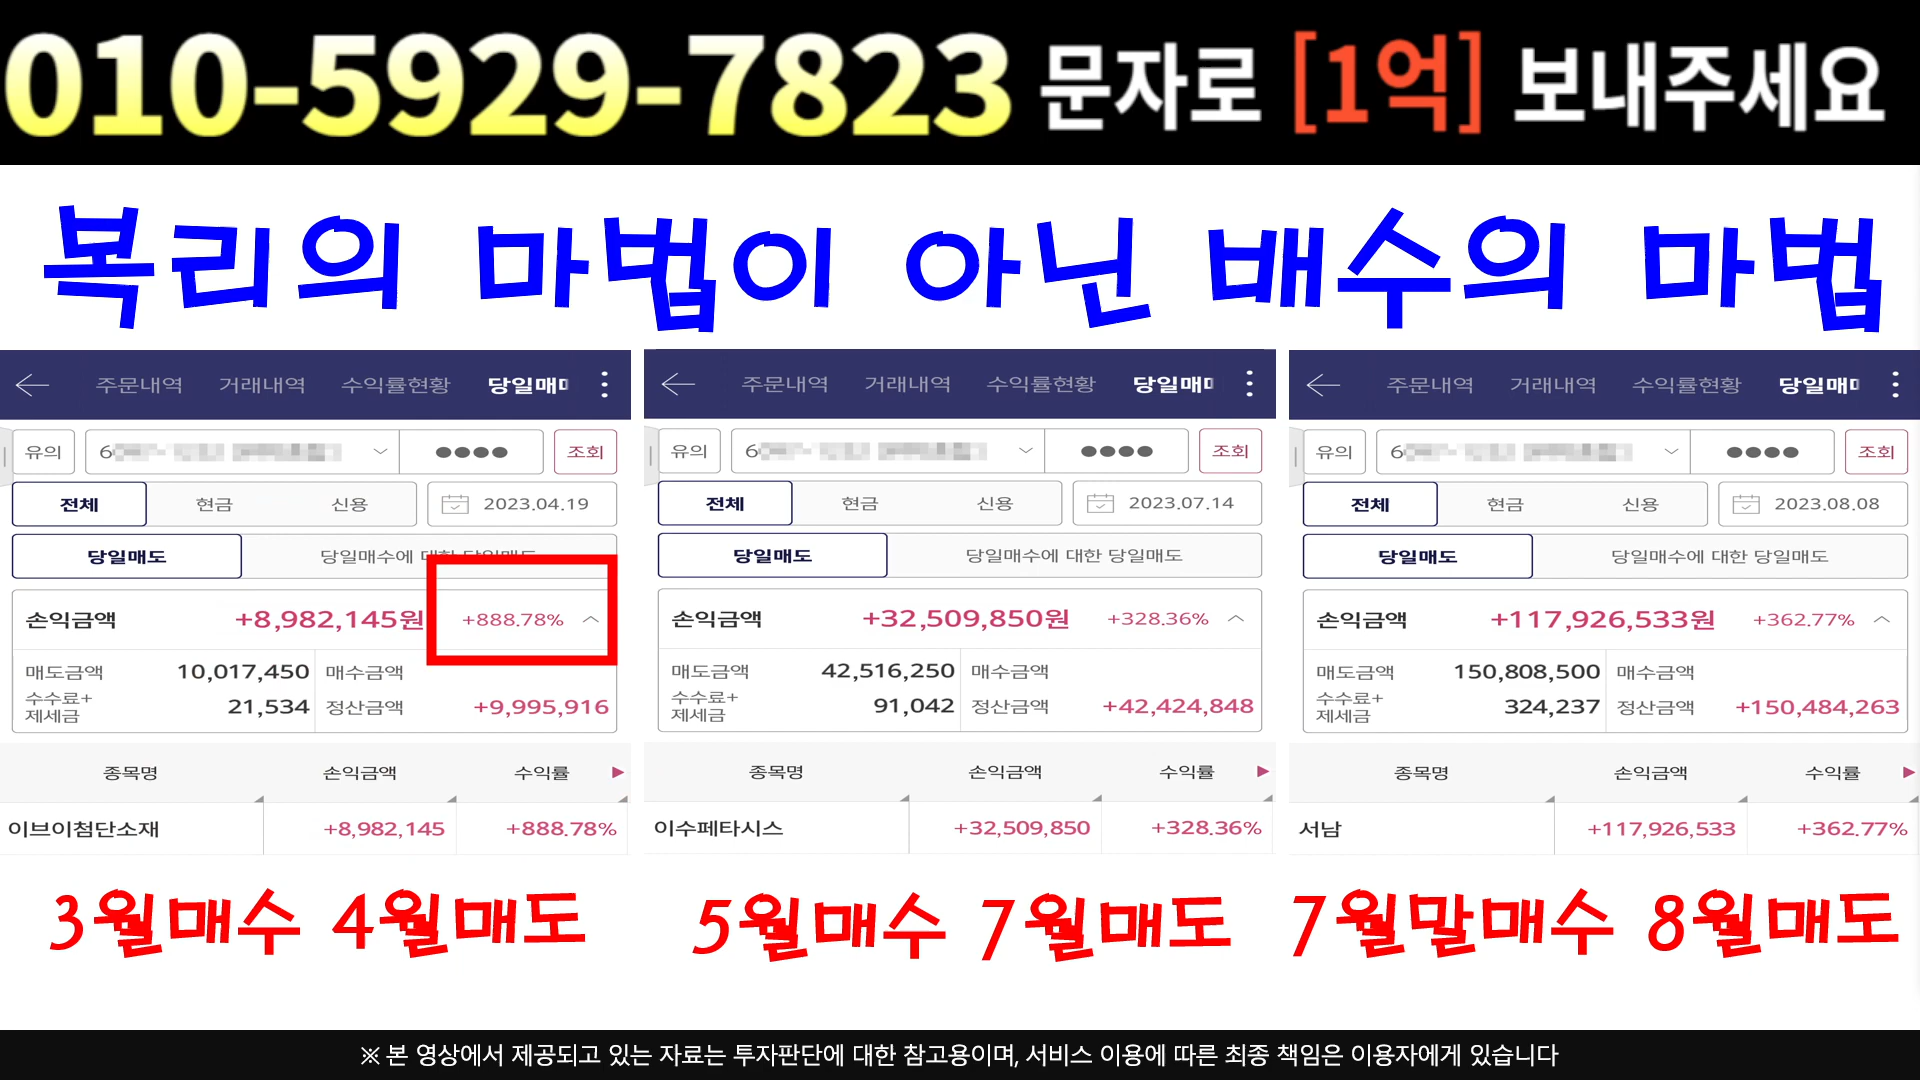 010-5929-7823 문자로 [1억] 보내주세요
복리의 마법이 아닌 배수의 마법
주문내역 거래내역 수익률현황 당일매
유의 6 ●●●● 조회
전체 현금 신용 2023.04.19
당일매도 당일매수에 대한 당일매도
손익금액 +8,982,145원 +888.78%
매도금액 10,017,450 매수금액
수수료+
제세금 21,534 정산금액 +9,995,916
종목명 손익금액 수익률
이브이첨단소재 +8,982,145 +888.78%
3월매수 4월매도
주문내역 거래내역 수익률현황 당일매
유의 6 ●●●● 조회
전체 현금 신용 2023.07.14
당일매도 당일매수에 대한 당일매도
손익금액 +32,509,850원 +328.36%
매도금액 42,516,250 매수금액
수수료+
제세금 91,042 정산금액 +42,424,848
종목명 손익금액 수익률
이수페타시스 +32,509,850 +328.36%
5월매수 7월매도
주문내역 거래내역 수익률현황 당일매
유의 6 ●●●● 조회
전체 현금 신용 2023.08.08
당일매도 당일매수에 대한 당일매도
손익금액 +117,926,533원 +362.77%
매도금액 150,808,500 매수금액
수수료+
제세금 324,237 정산금액 +150,484,263
종목명 손익금액 수익률
서남 +117,926,533 +362.77%
7월말매수 8월매도
※ 본 영상에서 제공되고 있는 자료는 투자판단에 대한 참고용이며, 서비스 이용에 따른 최종 책임은 이용자에게 있습니다